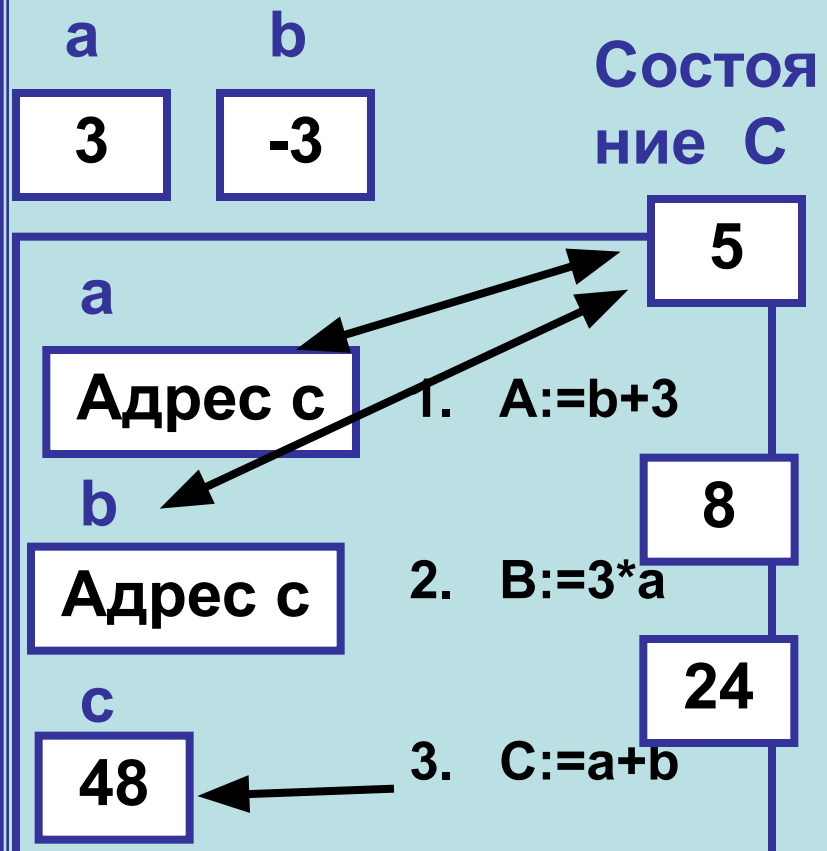 a b
3 -3
Состоя
ние С
5
a
Адрес с
1. A:=b+3
b
8
Адрес с
2. B:=3*a
24
c
48
3. C:=a+b